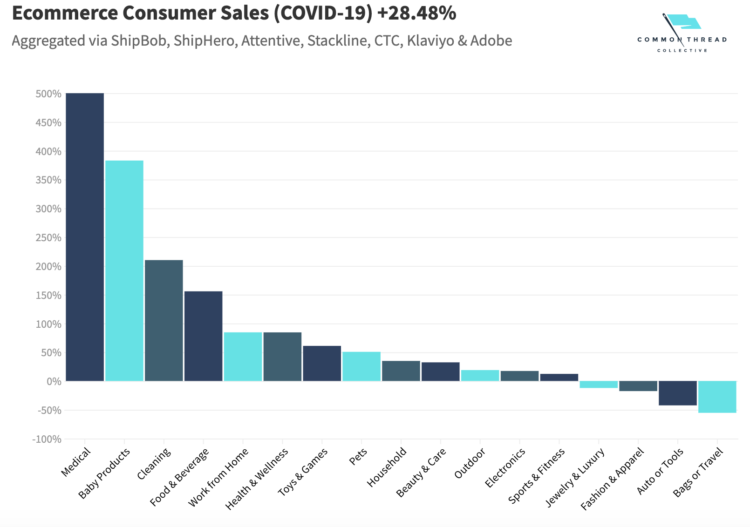 Ecommerce Consumer Sales (COVID-19) +28.48%
Aggregated via ShipBob, ShipHero, Attentive, Stackline, CTC, Klaviyo & Adobe
COMMON THREAD
COLLECTIVE
500%
450%
400%
350%
300%
250%
200%
150%
100%
50%
0%
-50%
-100%
Medical
Baby Products
Cleaning
Food & Beverage
Work from Home
Health & Wellness
Toys & Games
Pets
Household
Beauty & Care
Outdoor
Electronics
Sports & Fitness
Jewelry & Luxury
Fashion & Apparel
Auto or Tools
Bags or Travel